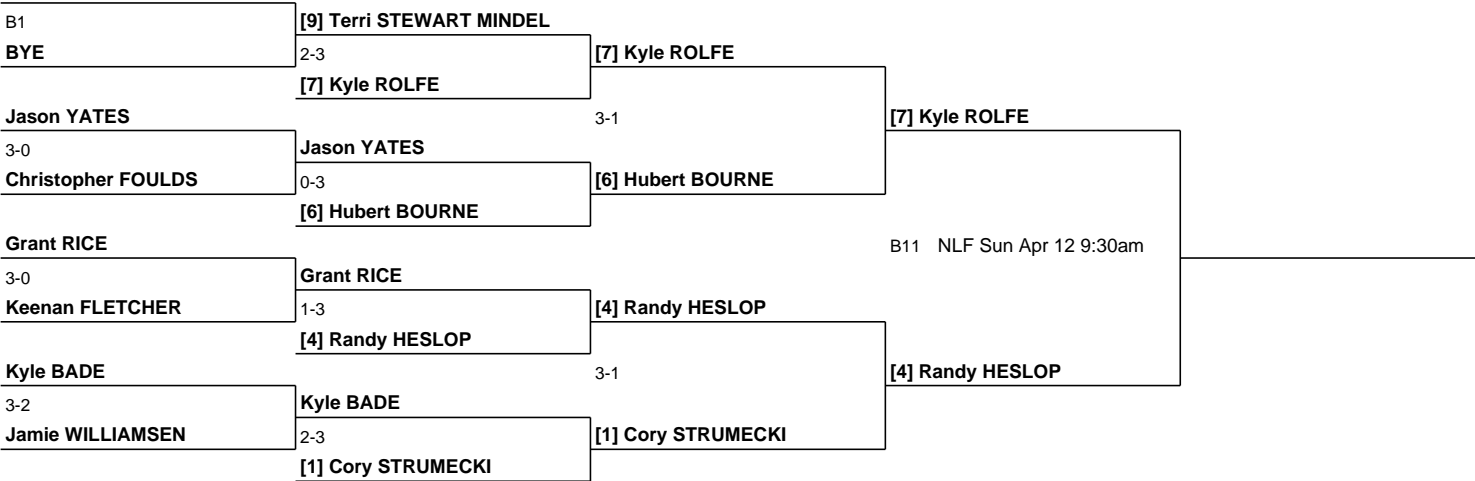 B1
BYE
Jason YATES
3-0
Christopher FOULDS
Grant RICE
3-0
Keenan FLETCHER
Kyle BADE
3-2
Jamie WILLIAMSEN
[9] Terri STEWART MINDEL
2-3
[7] Kyle ROLFE
Jason YATES
0-3
[6] Hubert BOURNE
Grant RICE
1-3
[4] Randy HESLOP
Kyle BADE
2-3
[1] Cory STRUMECKI
[7] Kyle ROLFE
3-1
[6] Hubert BOURNE
[4] Randy HESLOP
3-1
[1] Cory STRUMECKI
[7] Kyle ROLFE
B11 NLF Sun Apr 12 9:30am
[4] Randy HESLOP